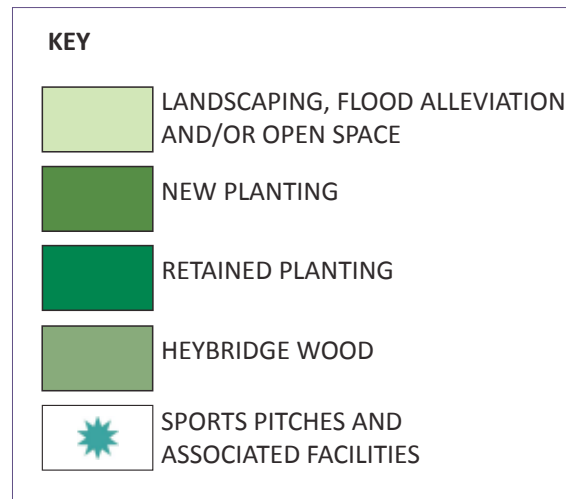 KEY
LANDSCAPING, FLOOD ALLEVIATION
AND/OR OPEN SPACE
NEW PLANTING
RETAINED PLANTING
HEYBRIDGE WOOD
SPORTS PITCHES AND
ASSOCIATED FACILITIES